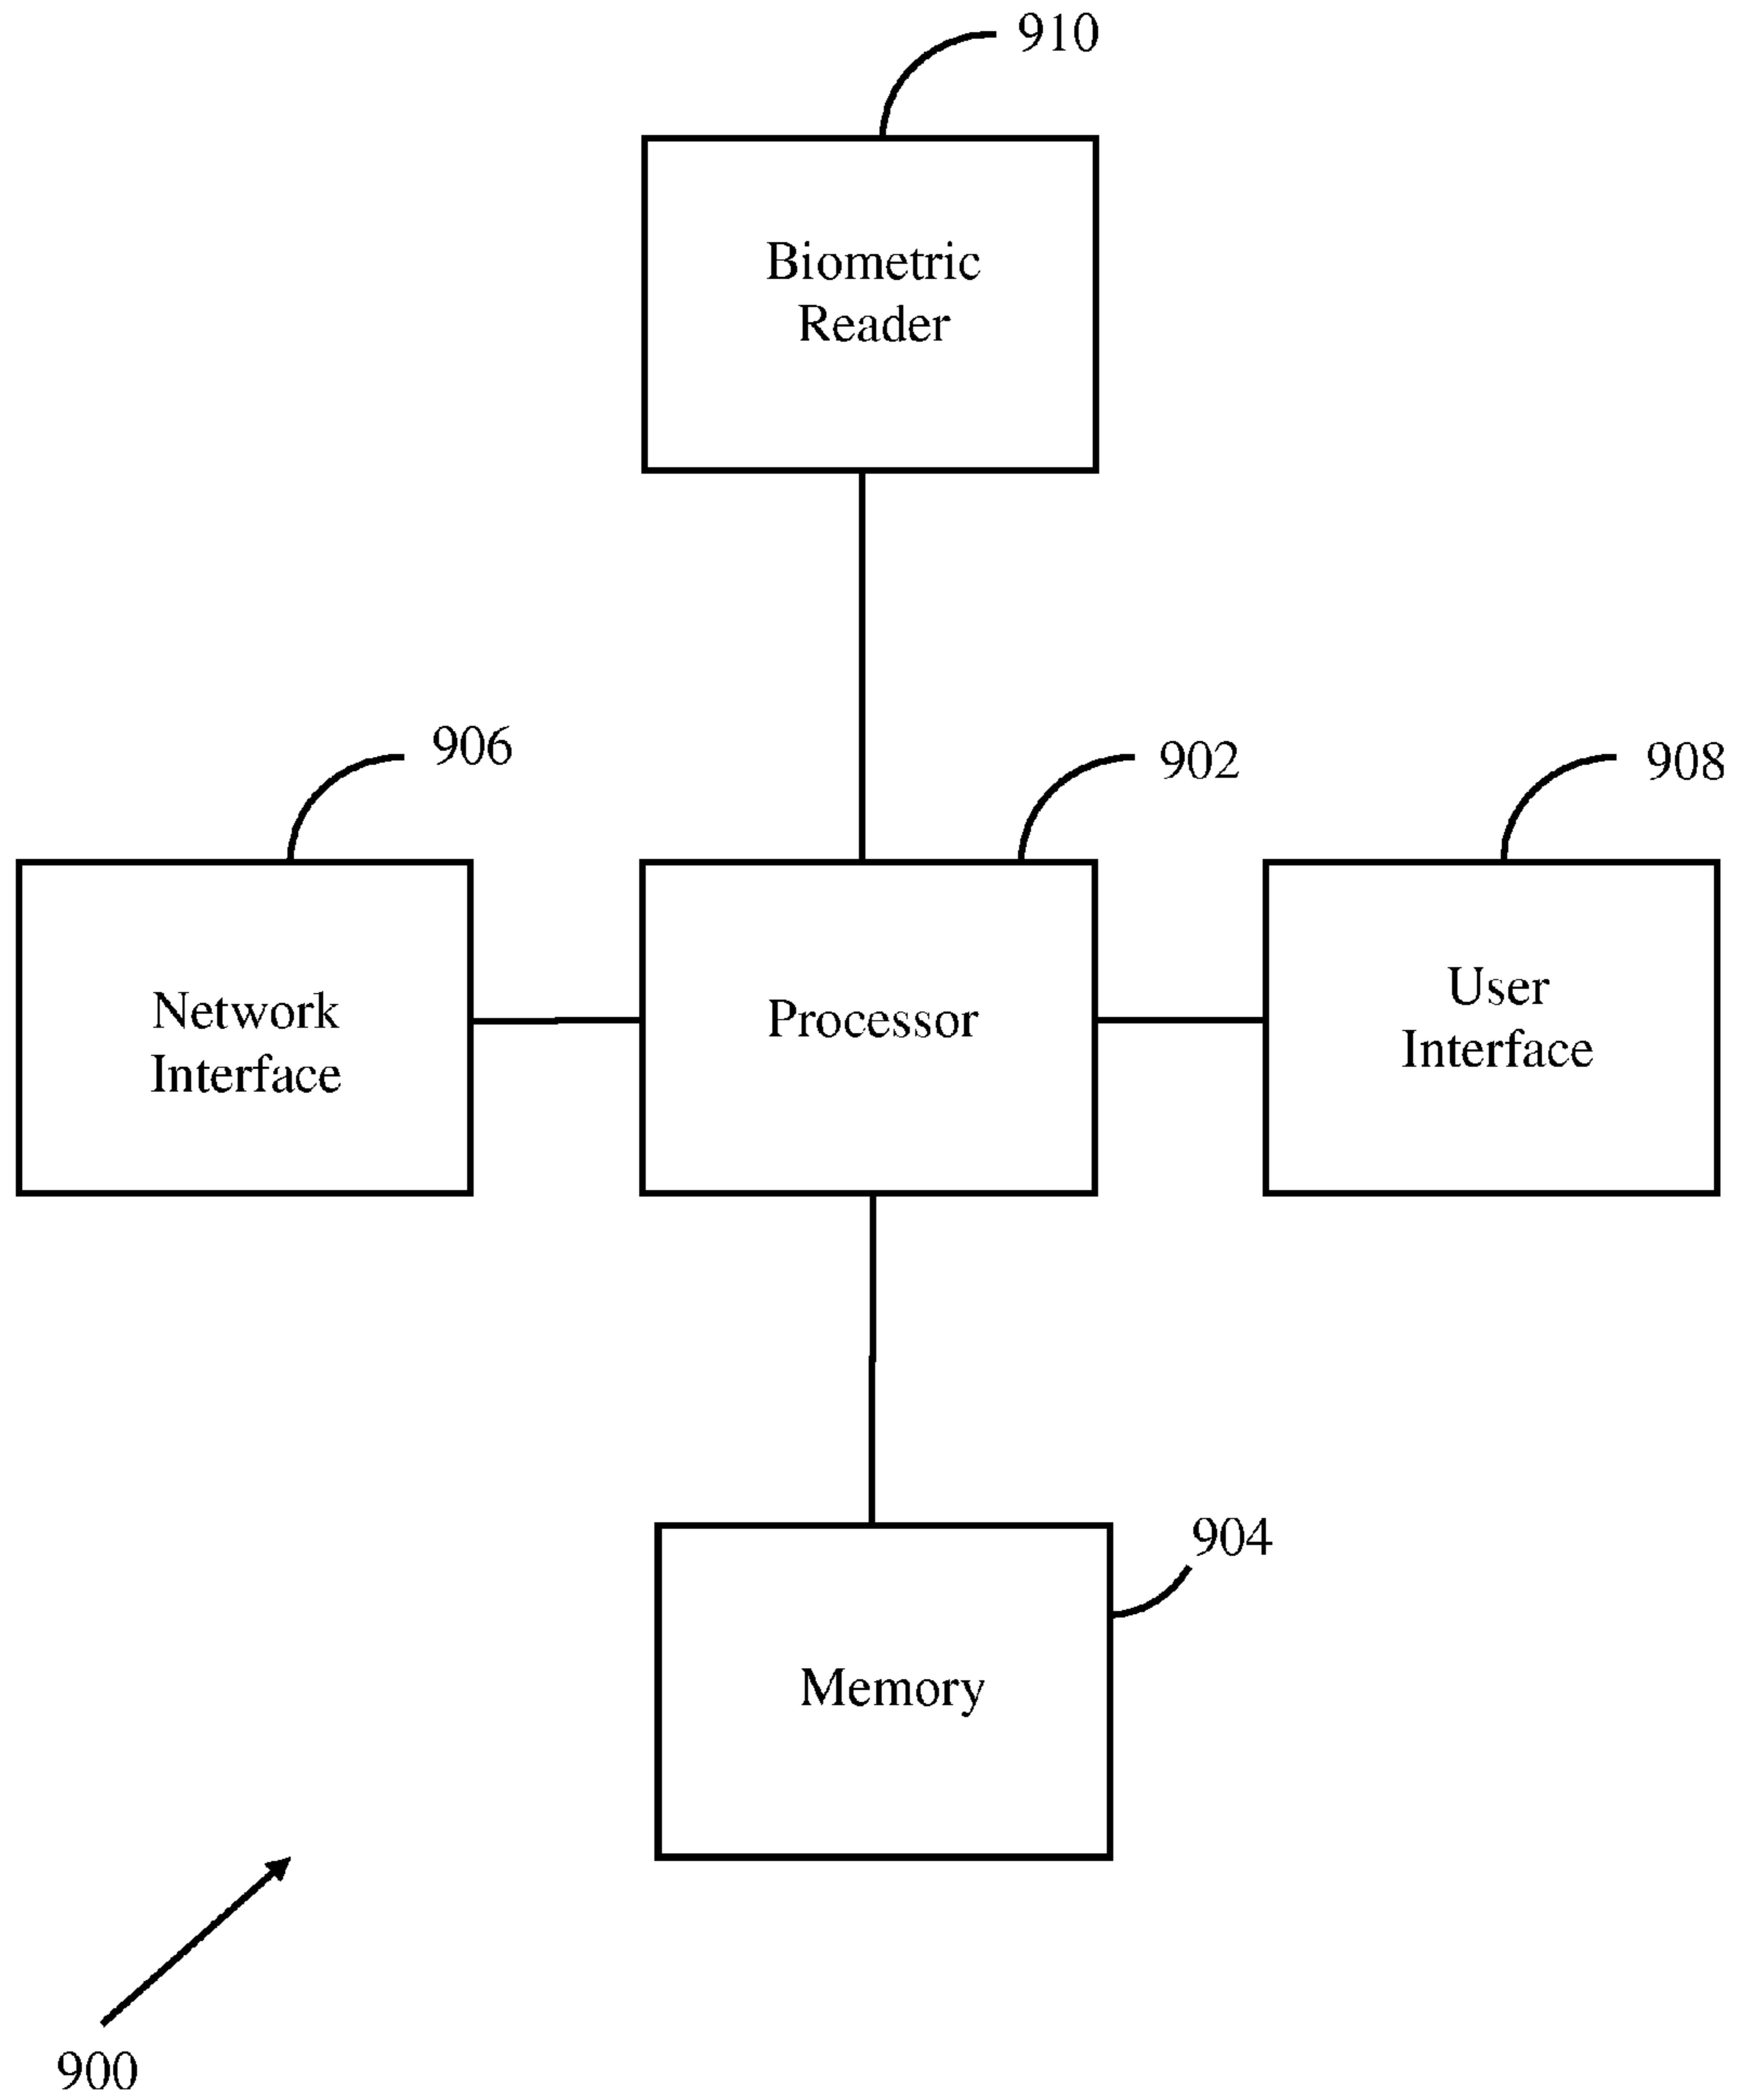 910
Biometric
Reader
906
902
908
Network
Interface
Processor
User
Interface
904
Memory
900